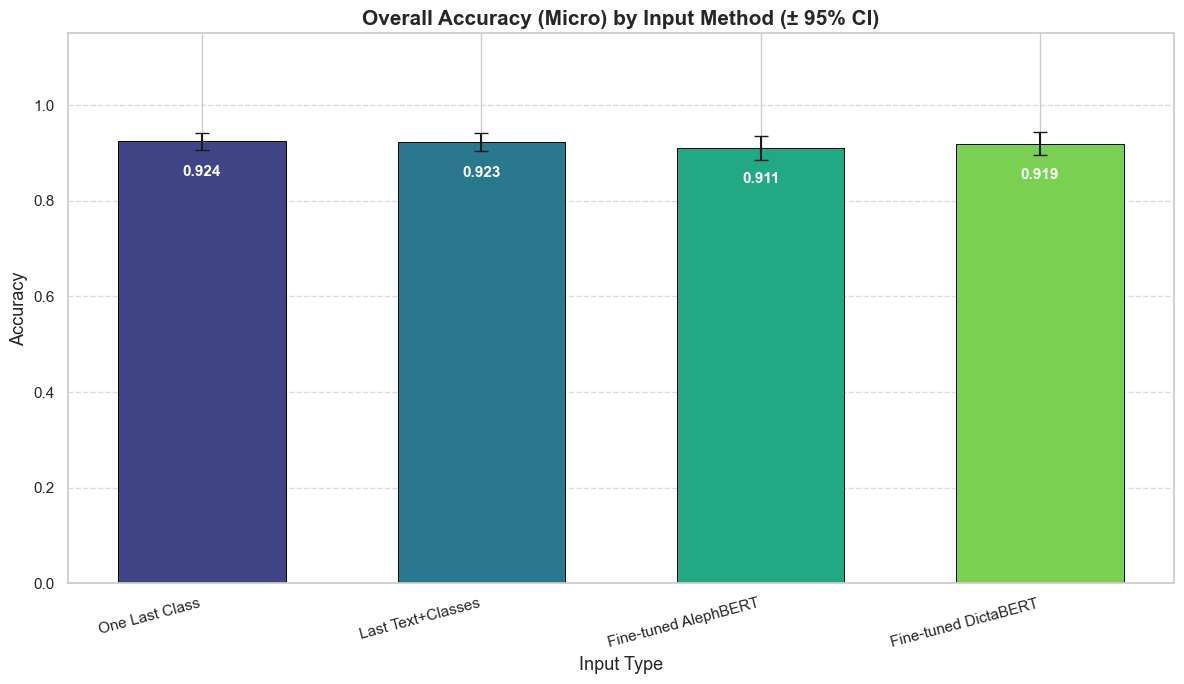 Overall Accuracy (Micro) by Input Method (± 95% CI)
Accuracy
1.0
0.8
0.6
0.4
0.2
0.0
0.924
0.923
0.911
0.919
One Last Class
Last Text+Classes
Fine-tuned AlephBERT
Fine-tuned DictaBERT
Input Type